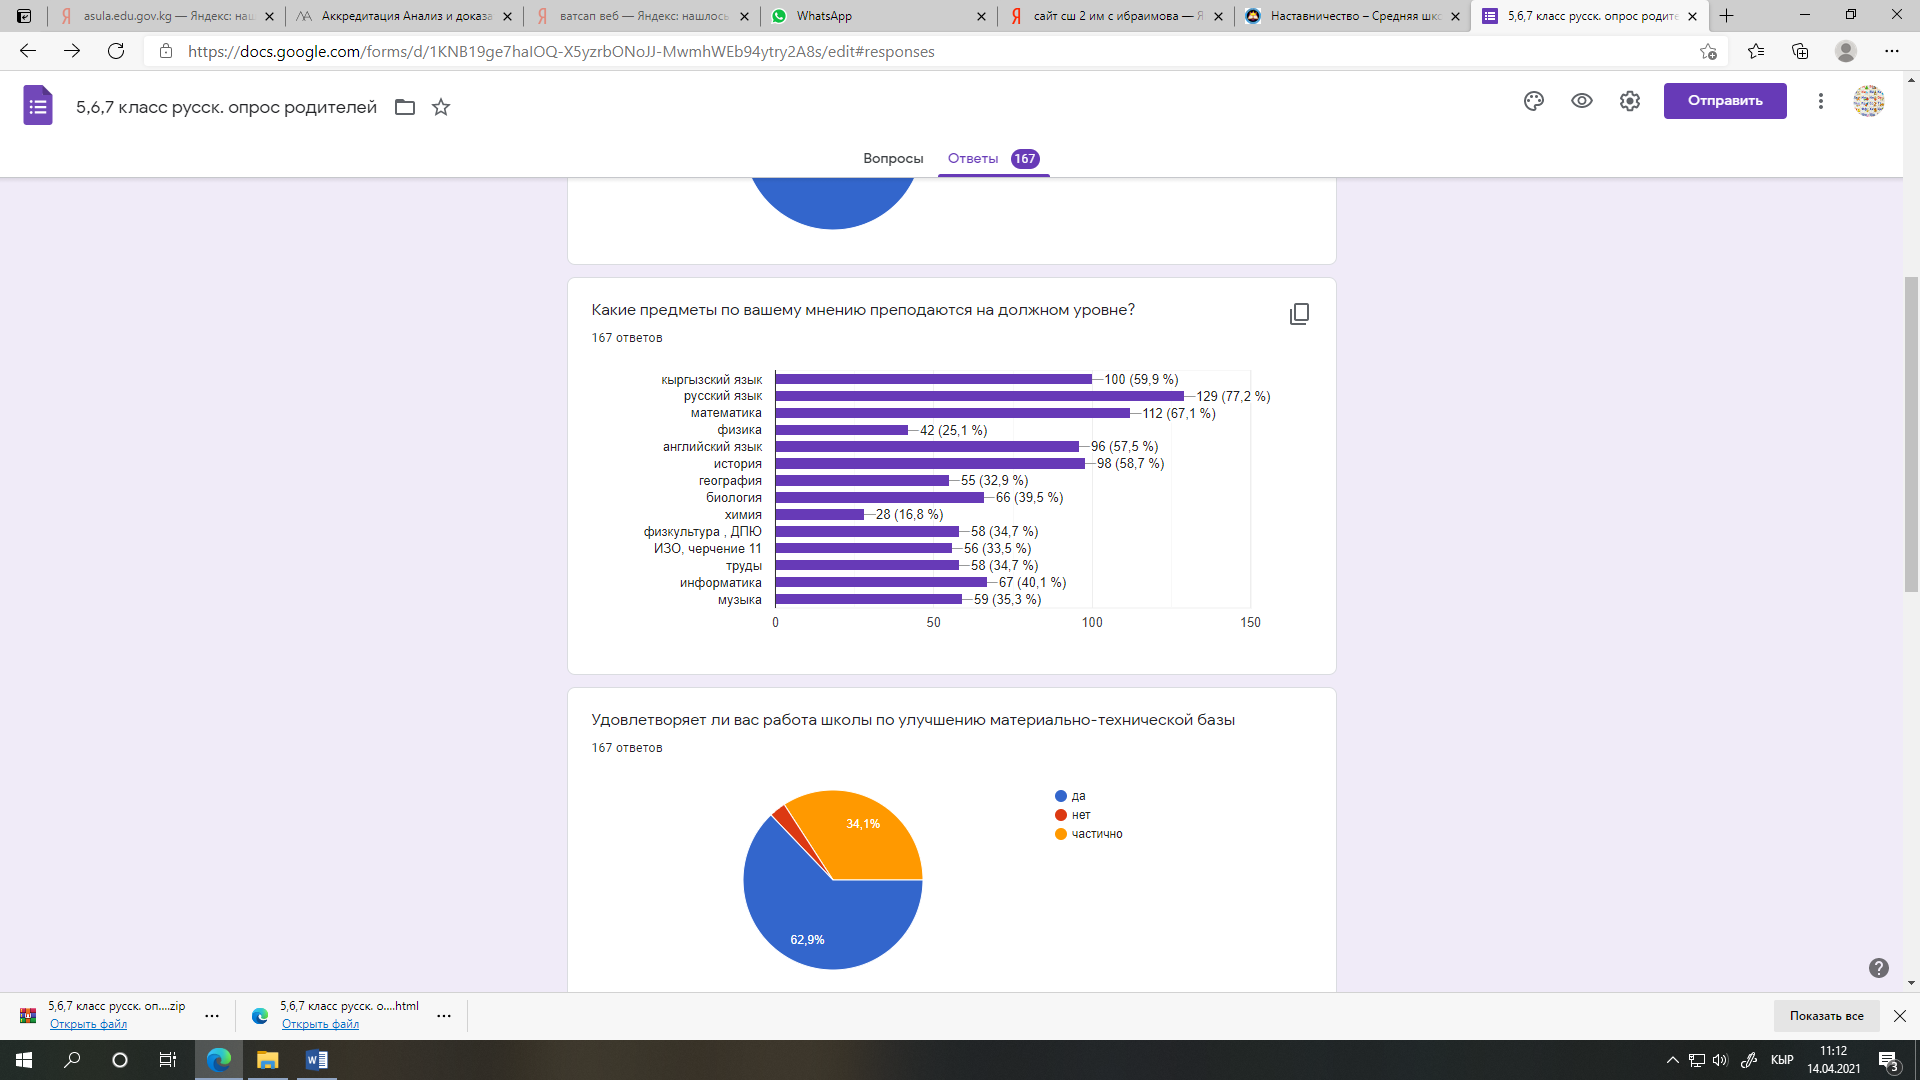 asula.edu.gov.kg — Яндекс: наш
Аккредитация Анализ и доказа
ватсап веб — Яндекс: нашлось
WhatsApp
сайт сш 2 им с ибраимова — Я
Наставничество – Средняя шк
5,6,7 класс русск. опрос родите
https://docs.google.com/forms/d/1KNB19ge7haIOQ-X5yzrbONoJJ-MwmhWEb94ytry2A8s/edit#responses
5,6,7 класс русск. опрос родителей
Отправить
Вопросы
Ответы 167
Какие предметы по вашему мнению преподаются на должном уровне?
167 ответов
кыргызский язык 100 (59,9 %)
русский язык 129 (77,2 %)
математика 112 (67,1 %)
физика 42 (25,1 %)
английский язык 96 (57,5 %)
история 98 (58,7 %)
география 55 (32,9 %)
биология 66 (39,5 %)
химия 28 (16,8 %)
физкультура , ДПЮ 58 (34,7 %)
ИЗО, черчение 11 56 (33,5 %)
труды 58 (34,7 %)
информатика 67 (40,1 %)
музыка 59 (35,3 %)
0 50 100 150
Удовлетворяет ли вас работа школы по улучшению материально-технической базы
167 ответов
да
нет
частично
34,1%
62,9%
5,6,7 класс русск. оп....zip
Открыть файл
5,6,7 класс русск. о....html
Открыть файл
Показать все
КЫР
11:12
14.04.2021
3